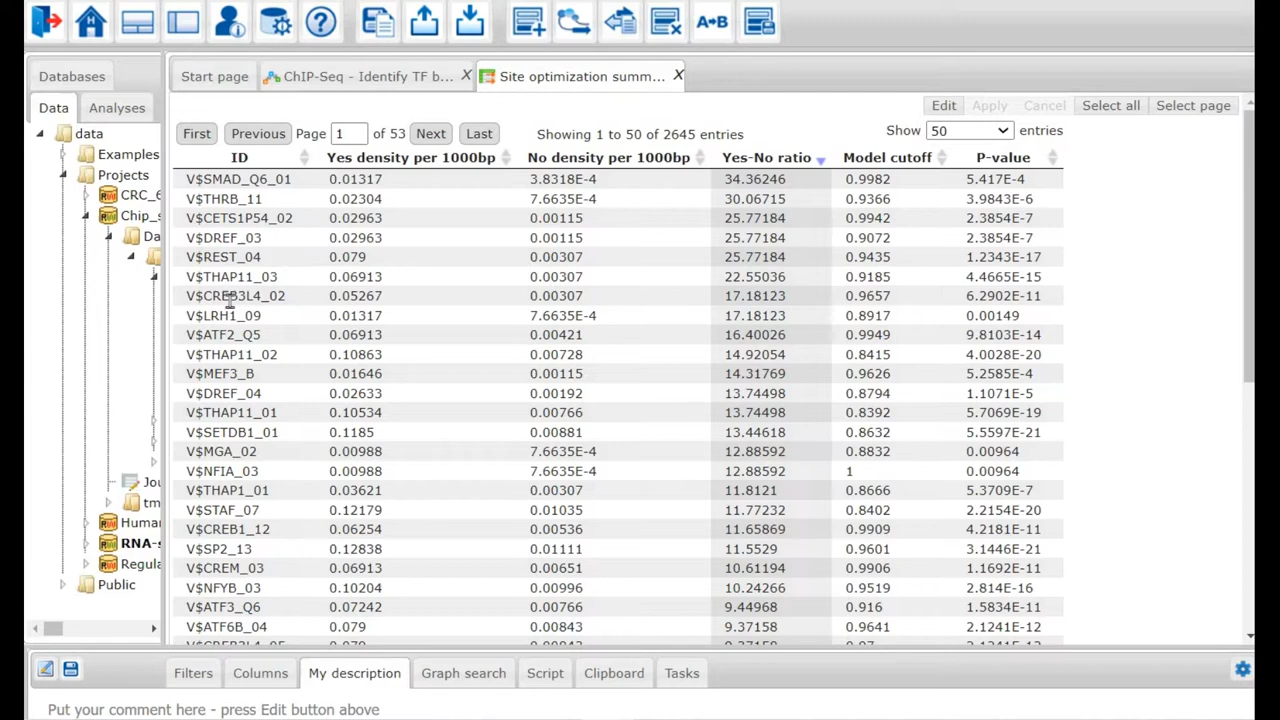 A→B
Databases
Start page
ChIP-Seq - Identify TF b...
Site optimization summ...
Data Analyses
Edit Apply Cancel Select all Select page
data
Examples
Projects
CRC_6
Chip_s
Da
Jou
tm
Human
RNA-s
Regula
Public
First Previous Page 1 of 53 Next Last Showing 1 to 50 of 2645 entries Show 50 entries
ID Yes density per 1000bp No density per 1000bp Yes-No ratio Model cutoff P-value
V$SMAD_Q6_01 0.01317 3.8318E-4 34.36246 0.9982 5.417E-4
V$THRB_11 0.02304 7.6635E-4 30.06715 0.9366 3.9843E-6
V$CETS1P54_02 0.02963 0.00115 25.77184 0.9942 2.3854E-7
V$DREF_03 0.02963 0.00115 25.77184 0.9072 2.3854E-7
V$REST_04 0.079 0.00307 25.77184 0.9435 1.2343E-17
V$THAP11_03 0.06913 0.00307 22.55036 0.9185 4.4665E-15
V$CREB3L4_02 0.05267 0.00307 17.18123 0.9657 6.2902E-11
V$LRH1_09 0.01317 7.6635E-4 17.18123 0.8917 0.00149
V$ATF2_Q5 0.06913 0.00421 16.40026 0.9949 9.8103E-14
V$THAP11_02 0.10863 0.00728 14.92054 0.8415 4.0028E-20
V$MEF3_B 0.01646 0.00115 14.31769 0.9626 5.2585E-4
V$DREF_04 0.02633 0.00192 13.74498 0.8794 1.1071E-5
V$THAP11_01 0.10534 0.00766 13.74498 0.8392 5.7069E-19
V$SETDB1_01 0.1185 0.00881 13.44618 0.8632 5.5597E-21
V$MGA_02 0.00988 7.6635E-4 12.88592 0.8832 0.00964
V$NFIA_03 0.00988 7.6635E-4 12.88592 1 0.00964
V$THAP1_01 0.03621 0.00307 11.8121 0.8666 5.3709E-7
V$STAF_07 0.12179 0.01035 11.77232 0.8402 2.2154E-20
V$CREB1_12 0.06254 0.00536 11.65869 0.9909 4.2181E-11
V$SP2_13 0.12838 0.01111 11.5529 0.9601 3.1446E-21
V$CREM_03 0.06913 0.00651 10.61194 0.9906 1.1692E-11
V$NFYB_03 0.10204 0.00996 10.24266 0.9519 2.814E-16
V$ATF3_Q6 0.07242 0.00766 9.44968 0.916 1.5834E-11
V$ATF6B_04 0.079 0.00843 9.37158 0.9641 2.1241E-12
Filters Columns My description Graph search Script Clipboard Tasks
Put your comment here - press Edit button above